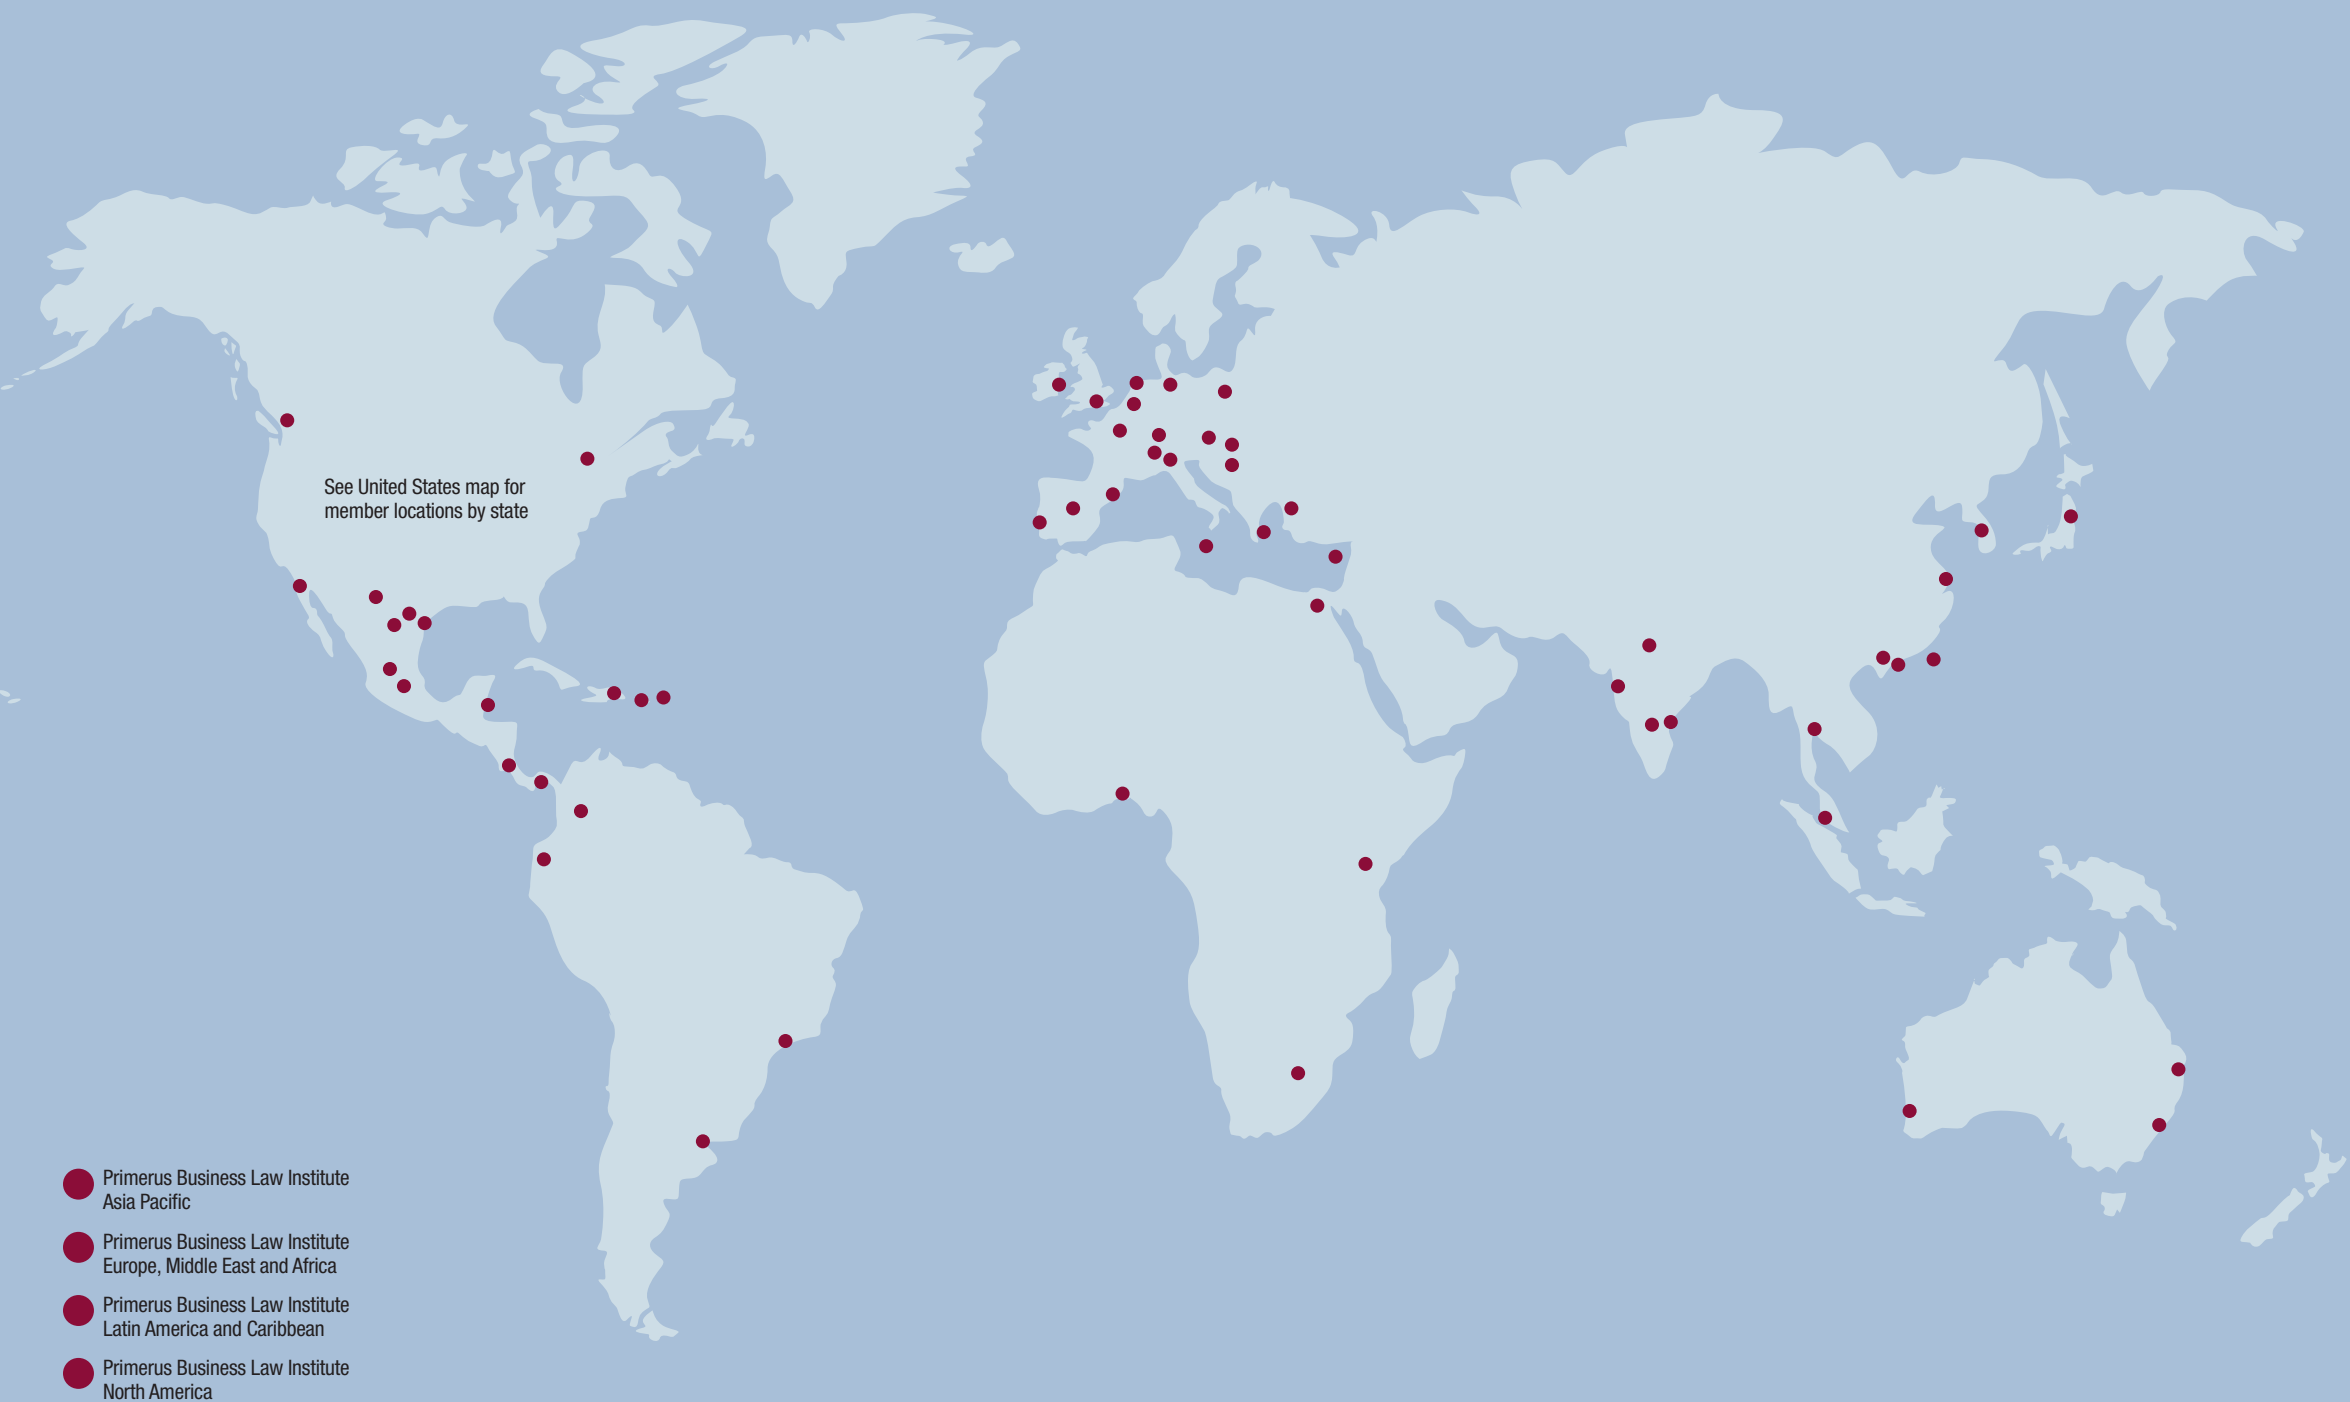 See United States map for
member locations by state
Primerus Business Law Institute
Asia Pacific
Primerus Business Law Institute
Europe, Middle East and Africa
Primerus Business Law Institute
Latin America and Caribbean
Primerus Business Law Institute
North America